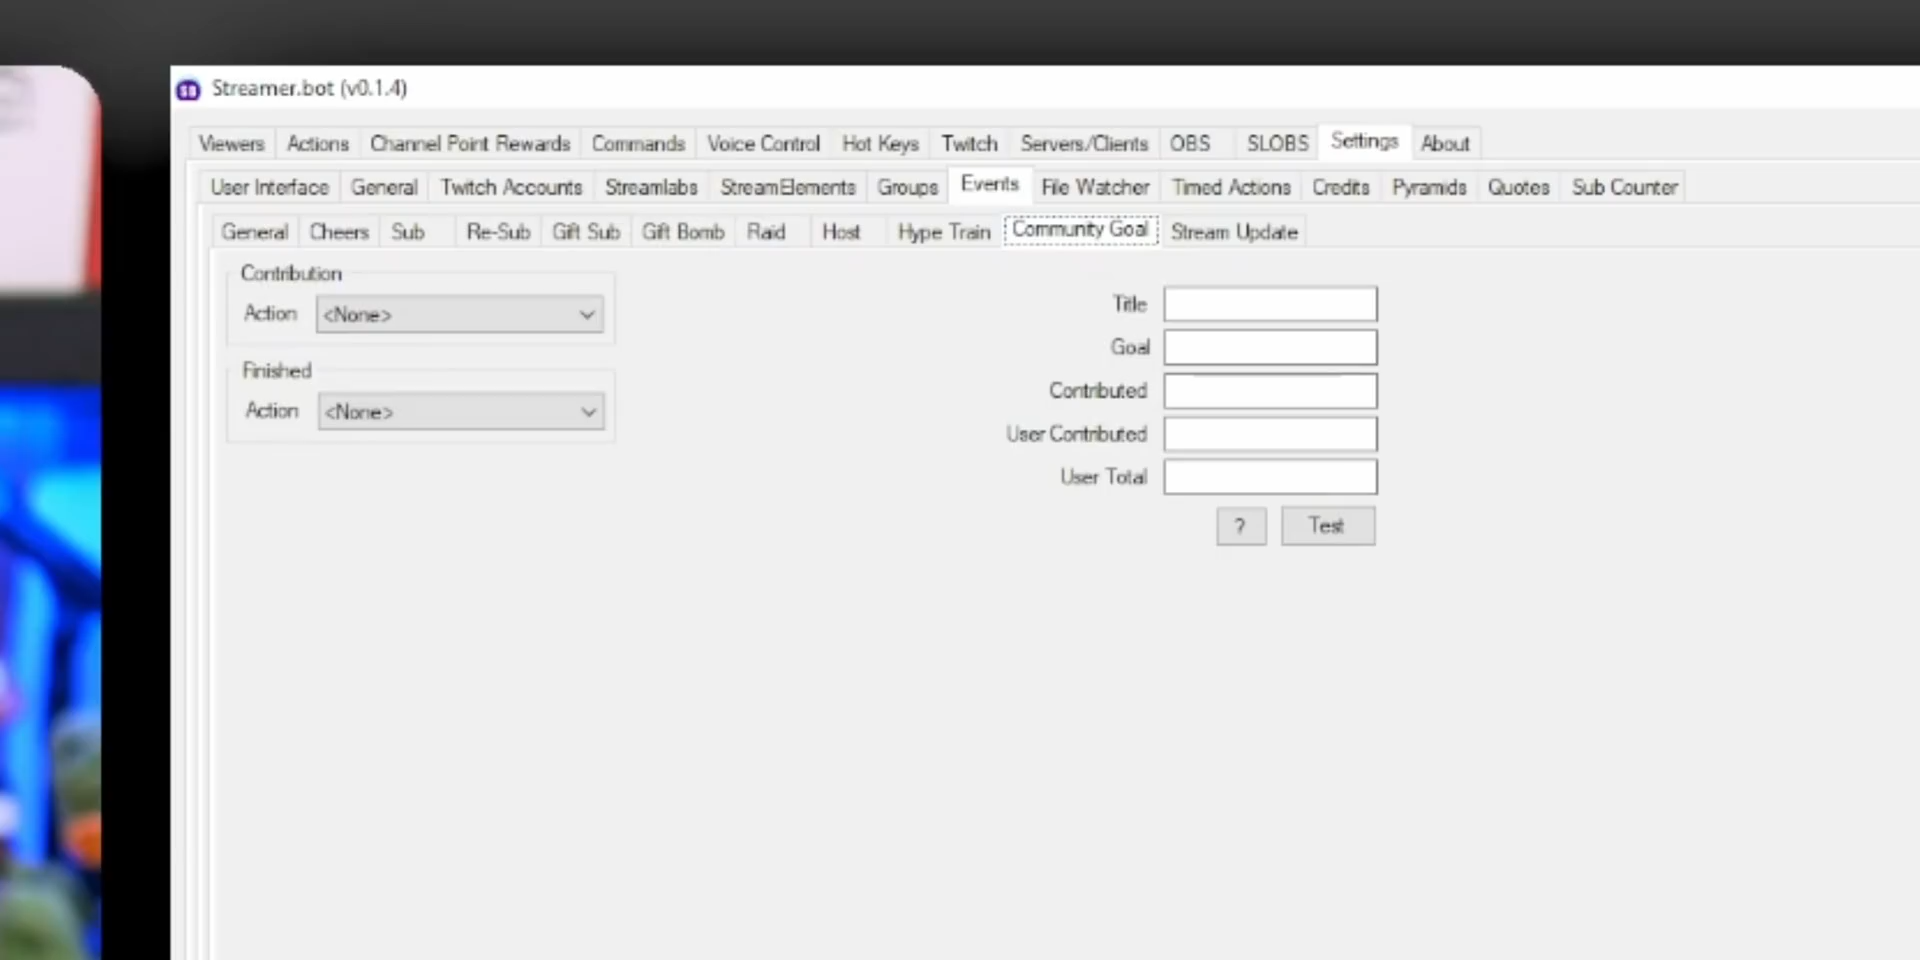 Streamer.bot (v0.1.4)
Viewers Actions Channel Point Rewards Commands Voice Control Hot Keys Twitch Servers/Clients OBS SLOBS Settings About
User Interface General Twitch Accounts Streamlabs StreamElements Groups Events File Watcher Timed Actions Credits Pyramids Quotes Sub Counter
General Cheers Sub Re-Sub Gift Sub Gift Bomb Raid Host Hype Train Community Goal Stream Update
Contribution
Action <None>
Finished
Action <None>
Title
Goal
Contributed
User Contributed
User Total
? Test